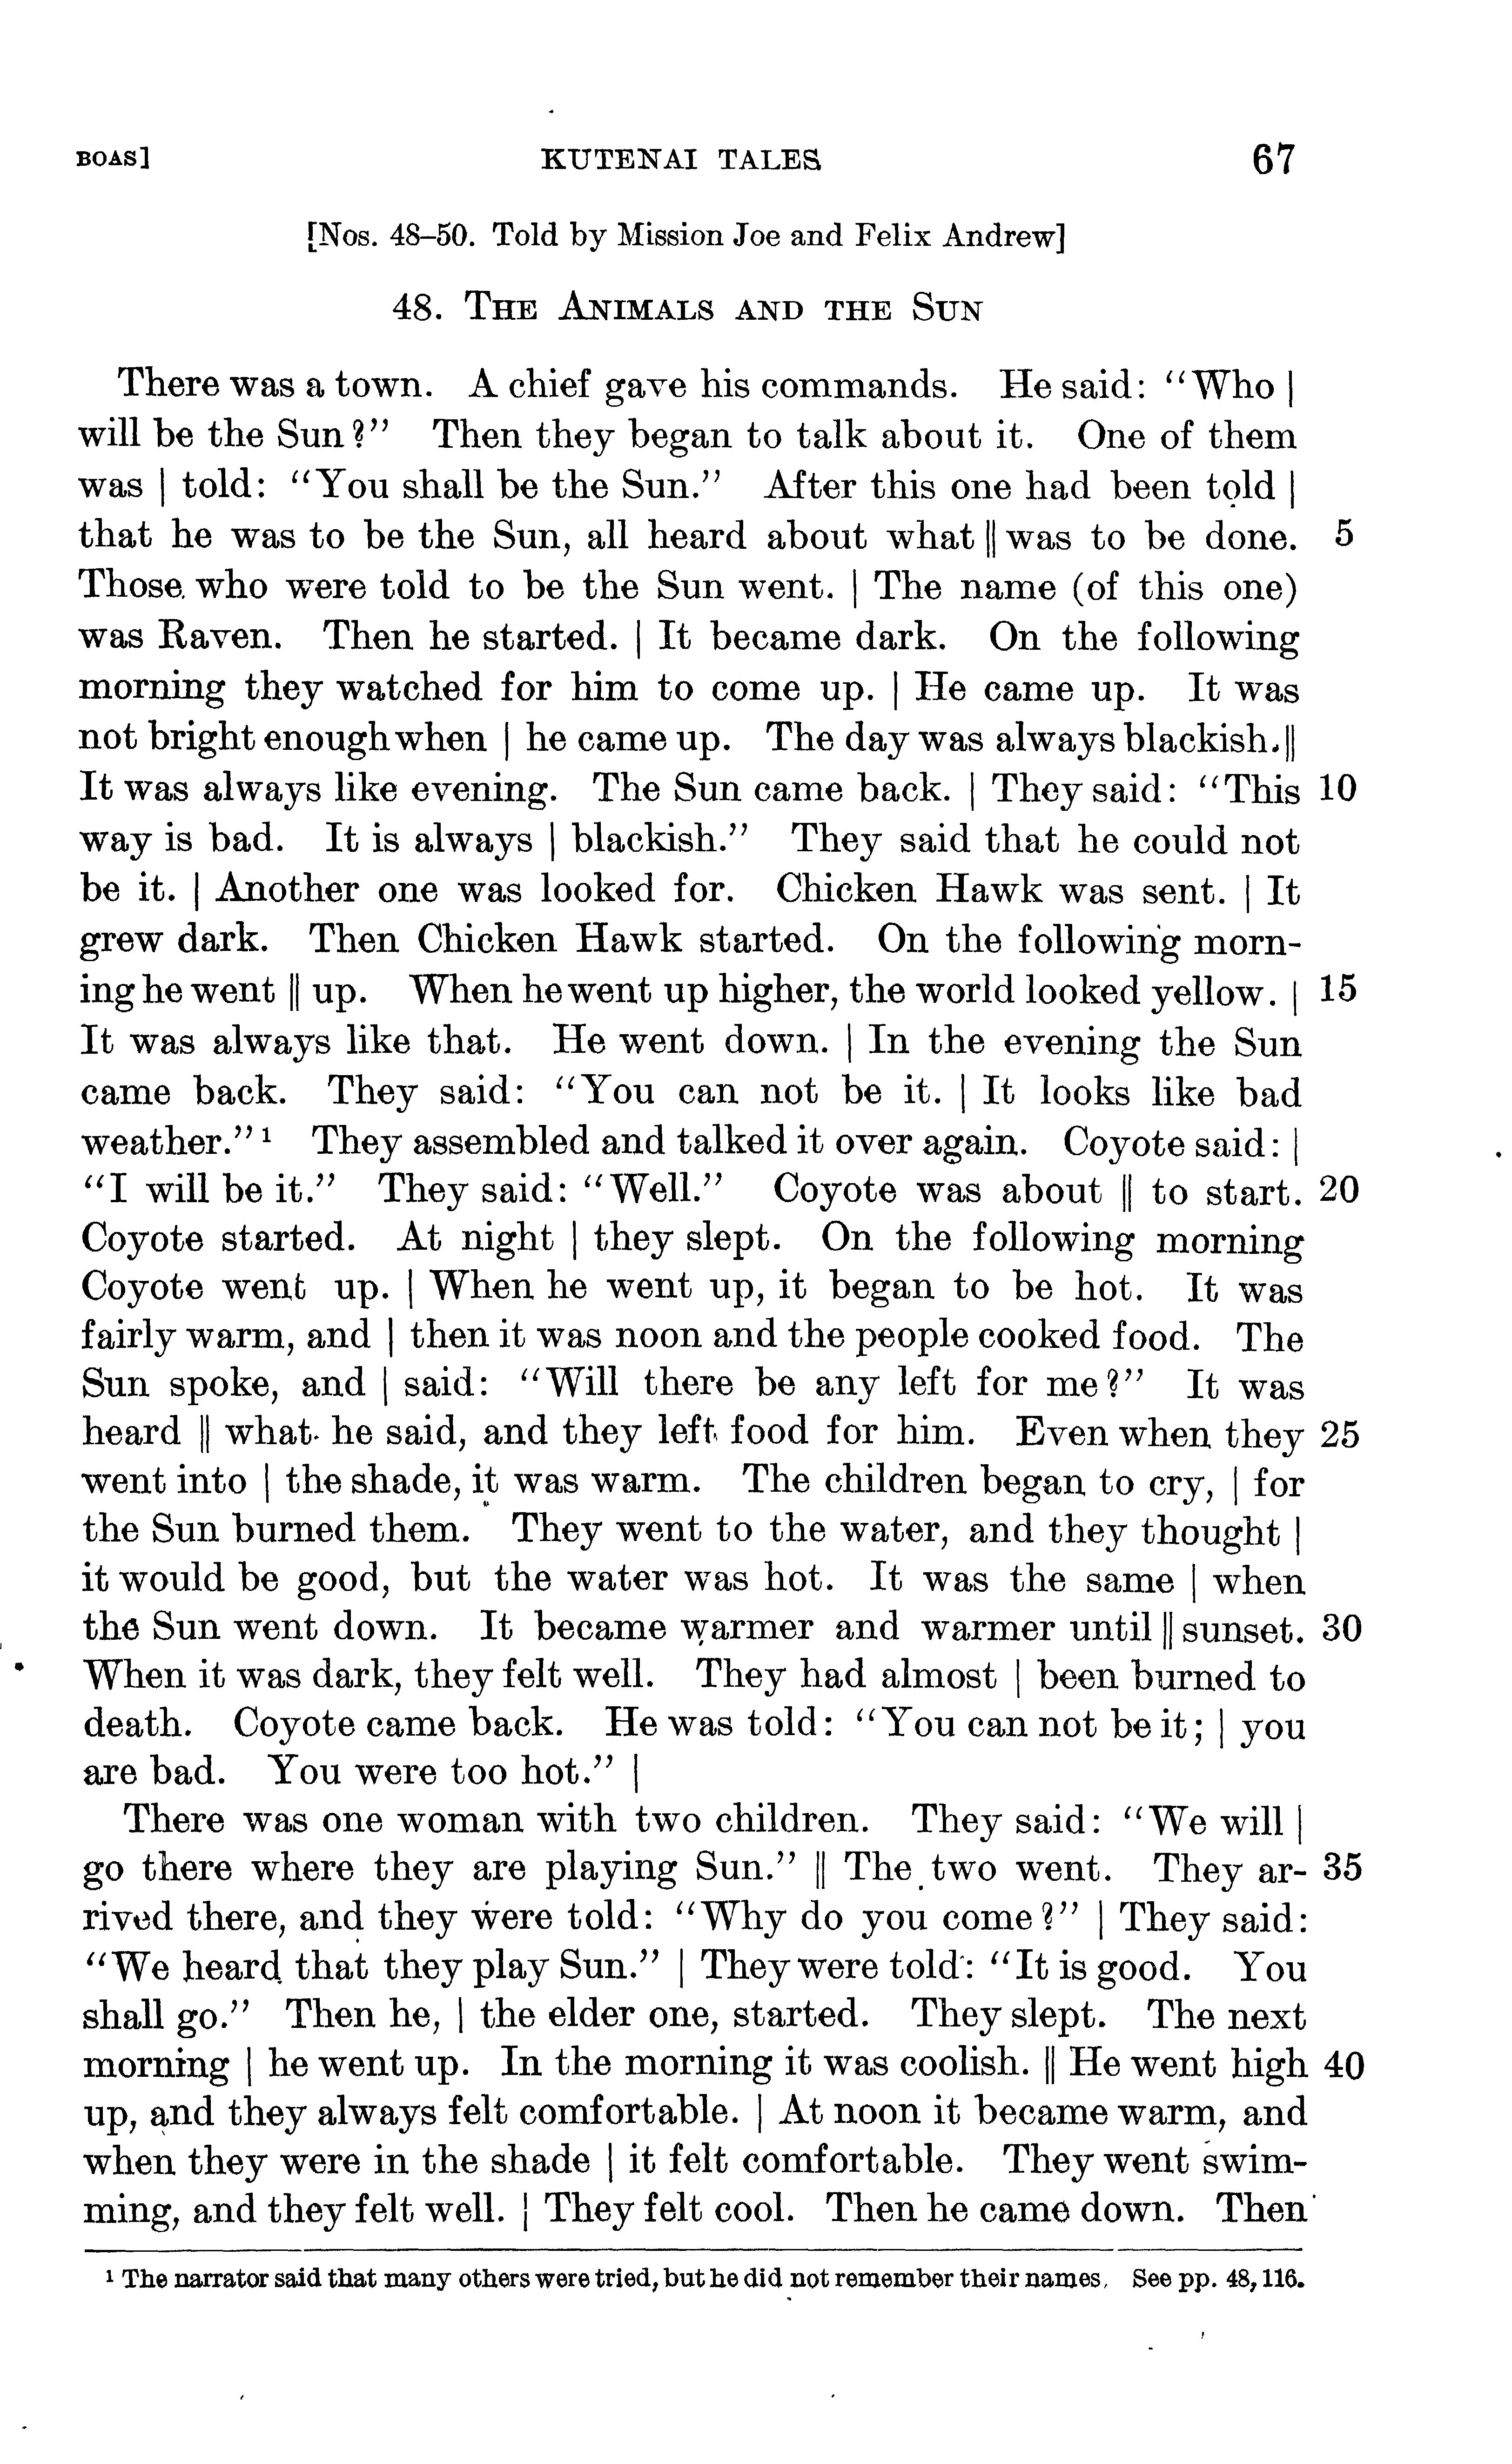 BOAS] KUTENAI TALES 67
[Nos. 48–50. Told by Mission Joe and Felix Andrew]
48. The Animals and the Sun
There was a town. A chief gave his commands. He said: "Who |
will be the Sun?" Then they began to talk about it. One of them
was | told: "You shall be the Sun." After this one had been told |
that he was to be the Sun, all heard about what || was to be done. 5
Those who were told to be the Sun went. | The name (of this one)
was Raven. Then he started. | It became dark. On the following
morning they watched for him to come up. | He came up. It was
not bright enough when | he came up. The day was always blackish. ||
It was always like evening. The Sun came back. | They said: "This 10
way is bad. It is always | blackish." They said that he could not
be it. | Another one was looked for. Chicken Hawk was sent. | It
grew dark. Then Chicken Hawk started. On the following morn-
ing he went || up. When he went up higher, the world looked yellow. | 15
It was always like that. He went down. | In the evening the Sun
came back. They said: "You can not be it. | It looks like bad
weather." 1 They assembled and talked it over again. Coyote said: |
"I will be it." They said: "Well." Coyote was about || to start. 20
Coyote started. At night | they slept. On the following morning
Coyote went up. | When he went up, it began to be hot. It was
fairly warm, and | then it was noon and the people cooked food. The
Sun spoke, and | said: "Will there be any left for me?" It was
heard || what he said, and they left food for him. Even when they 25
went into | the shade, it was warm. The children began to cry, | for
the Sun burned them. They went to the water, and they thought |
it would be good, but the water was hot. It was the same | when
the Sun went down. It became warmer and warmer until || sunset. 30
When it was dark, they felt well. They had almost | been burned to
death. Coyote came back. He was told: "You can not be it; | you
are bad. You were too hot." |
There was one woman with two children. They said: "We will |
go there where they are playing Sun." || The two went. They ar- 35
rived there, and they were told: "Why do you come?" | They said:
"We heard that they play Sun." | They were told: "It is good. You
shall go." Then he, | the elder one, started. They slept. The next
morning | he went up. In the morning it was coolish. || He went high 40
up, and they always felt comfortable. | At noon it became warm, and
when they were in the shade | it felt comfortable. They went swim-
ming, and they felt well. | They felt cool. Then he came down. Then
1 The narrator said that many others were tried, but he did not remember their names. See pp. 48, 116.